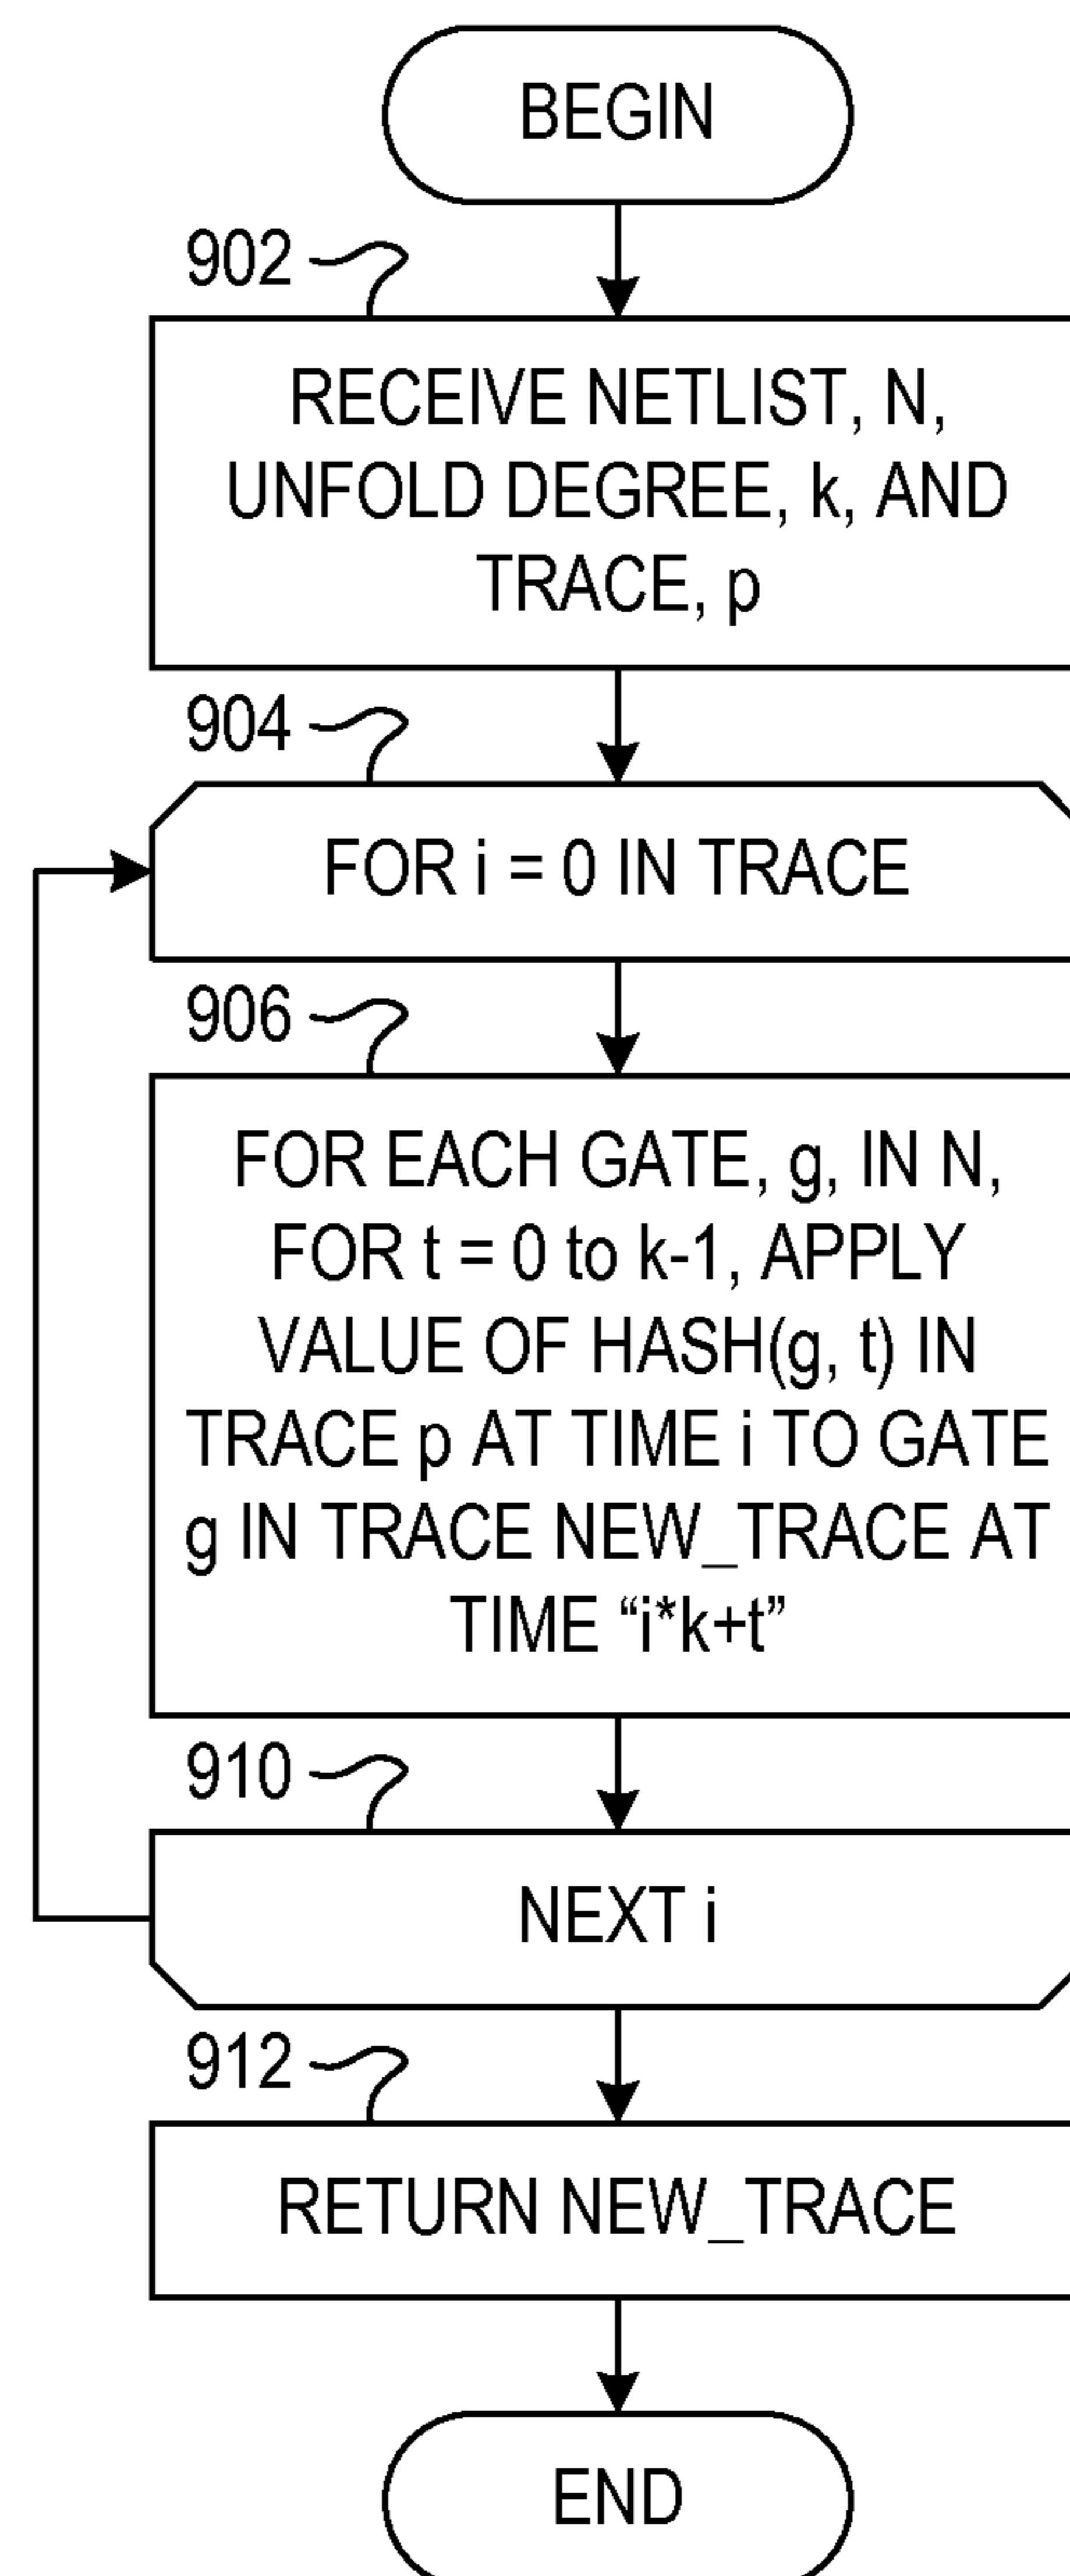 BEGIN
902
RECEIVE NETLIST, N,
UNFOLD DEGREE, k, AND
TRACE, p
904
FOR i = 0 IN TRACE
906
FOR EACH GATE, g, IN N,
FOR t = 0 to k-1, APPLY
VALUE OF HASH(g, t) IN
TRACE p AT TIME i TO GATE
g IN TRACE NEW_TRACE AT
TIME “i*k+t”
910
NEXT i
912
RETURN NEW_TRACE
END